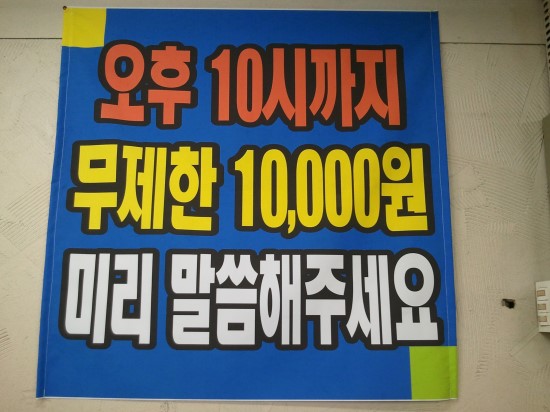 오후 10시까지
무제한 10,000원
미리 말씀해주세요